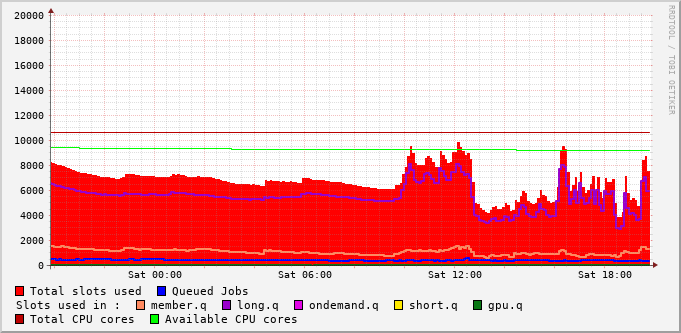 20000
18000
16000
14000
12000
10000
8000
6000
4000
2000
0
Sat 00:00 Sat 06:00 Sat 12:00 Sat 18:00
RRDTOOL / TOBI OETIKER
Total slots used Queued Jobs
Slots used in : member.q long.q ondemand.q short.q gpu.q
Total CPU cores Available CPU cores